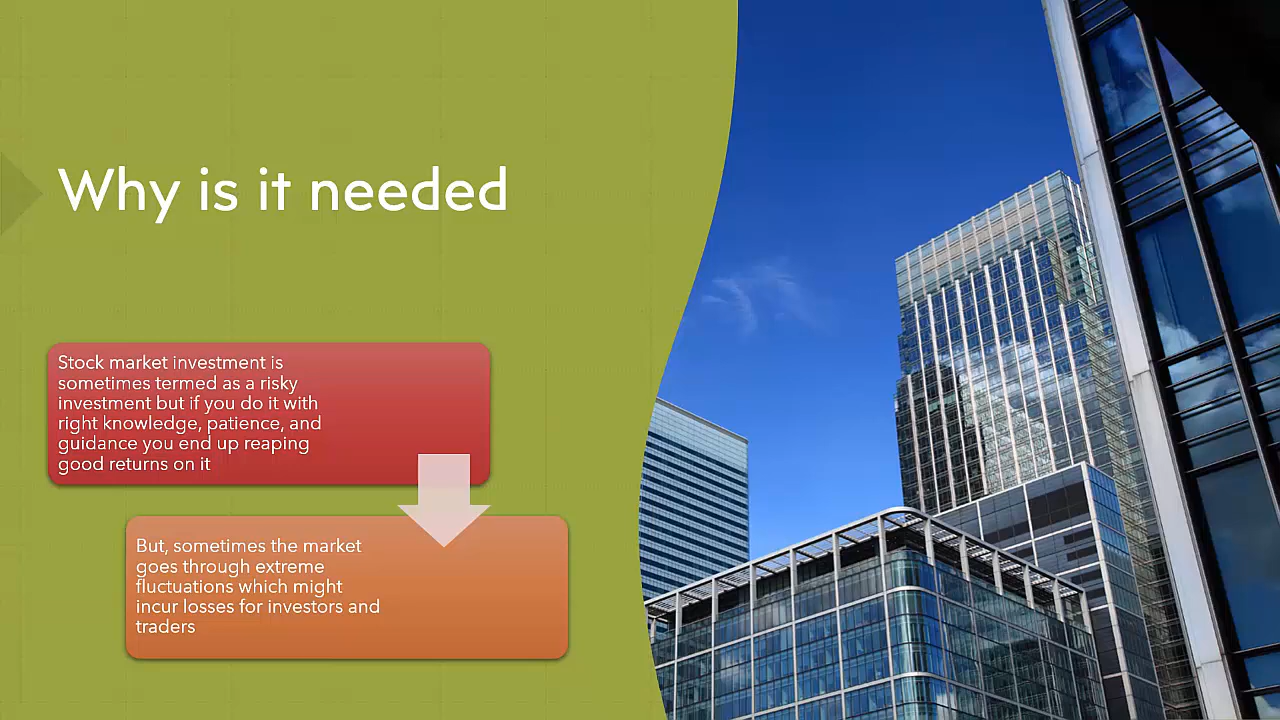 Why is it needed
Stock market investment is
sometimes termed as a risky
investment but if you do it with
right knowledge, patience, and
guidance you end up reaping
good returns on it
But, sometimes the market
goes through extreme
fluctuations which might
incur losses for investors and
traders